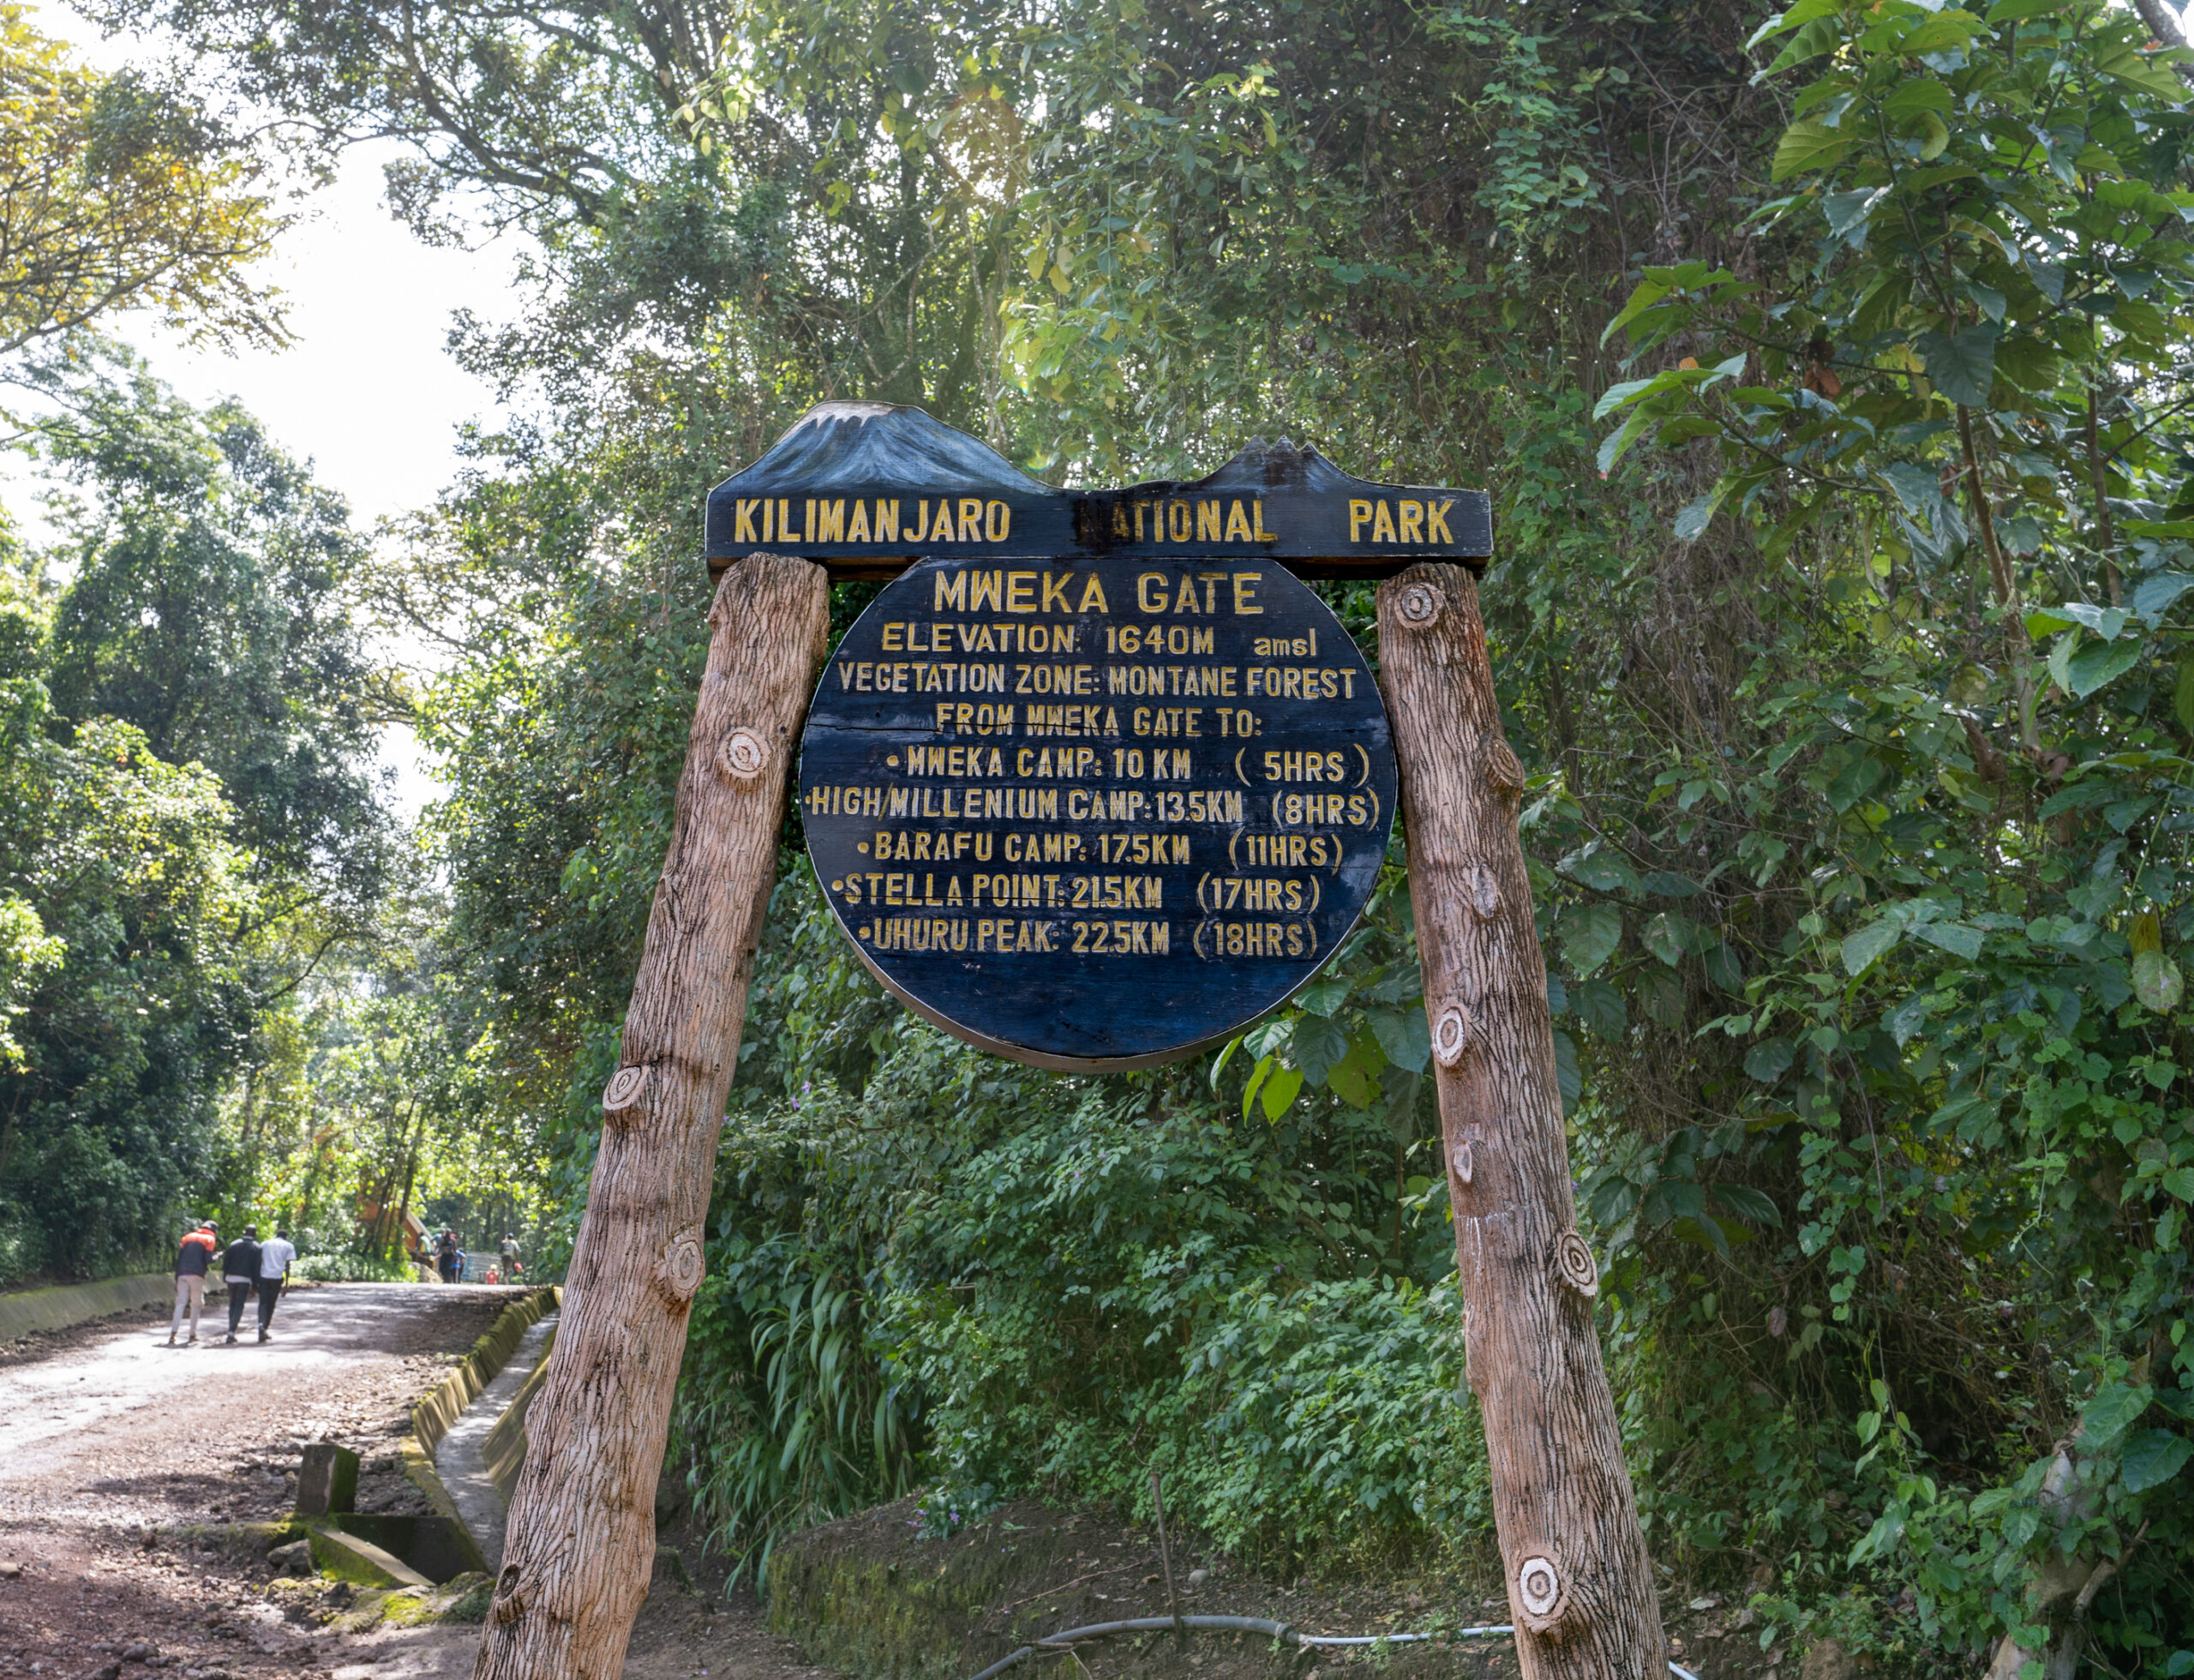 KILIMANJARO NATIONAL PARK
MWEKA GATE
ELEVATION: 1640M amsl
VEGETATION ZONE: MONTANE FOREST
FROM MWEKA GATE TO:
•MWEKA CAMP: 10 KM (5HRS)
•HIGH/MILLENIUM CAMP: 13.5KM (8HRS)
•BARAFU CAMP: 17.5KM (11HRS)
•STELLA POINT: 21.5KM (17HRS)
•UHURU PEAK: 22.5KM (18HRS)